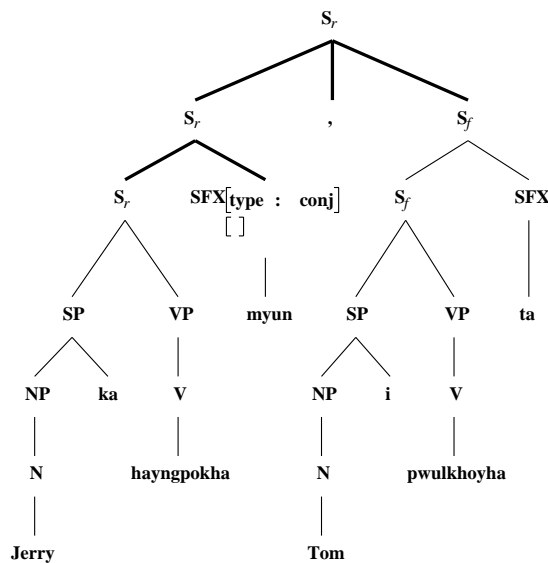 Sr
Sr , Sf
Sr SFX[type : conj] Sf SFX
[ ]
SP VP myun SP VP ta
NP ka V NP i V
N hayngpokha N pwulkhoyha
Jerry Tom